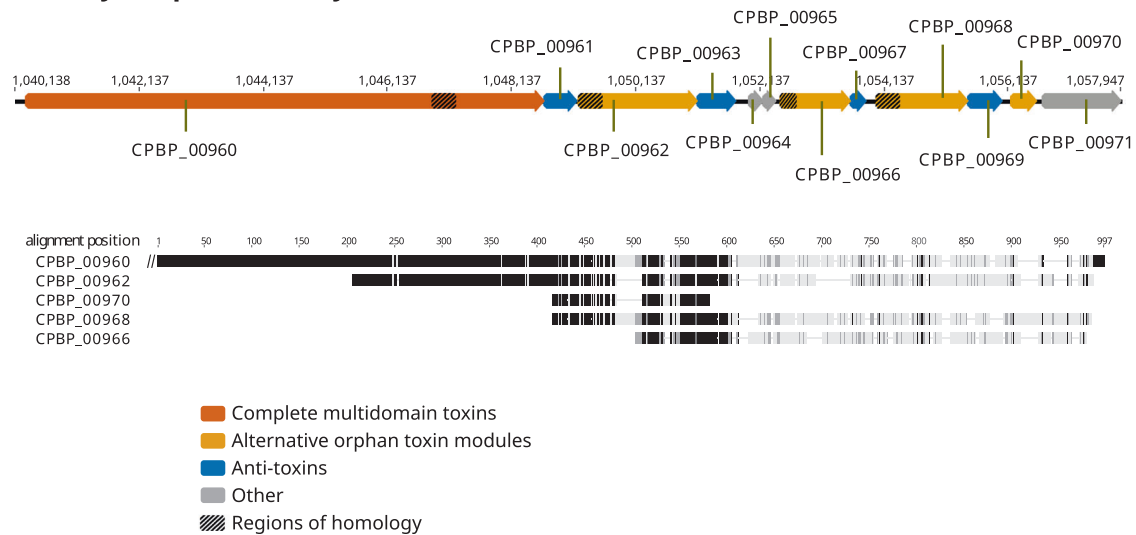 CPBP_00965
CPBP_00968
CPBP_00961
CPBP_00963
CPBP_00967
CPBP_00970
1,040,138 1,042,137 1,044,137 1,046,137 1,048,137 1,050,137 1,052,137 1,054,137 1,056,137 1,057,947
CPBP_00960
CPBP_00962
CPBP_00964
CPBP_00966
CPBP_00969
CPBP_00971
alignment position 1 50 100 150 200 250 300 350 400 450 500 550 600 650 700 750 800 850 900 950 997
CPBP_00960 //
CPBP_00962
CPBP_00970
CPBP_00968
CPBP_00966
Complete multidomain toxins
Alternative orphan toxin modules
Anti-toxins
Other
Regions of homology